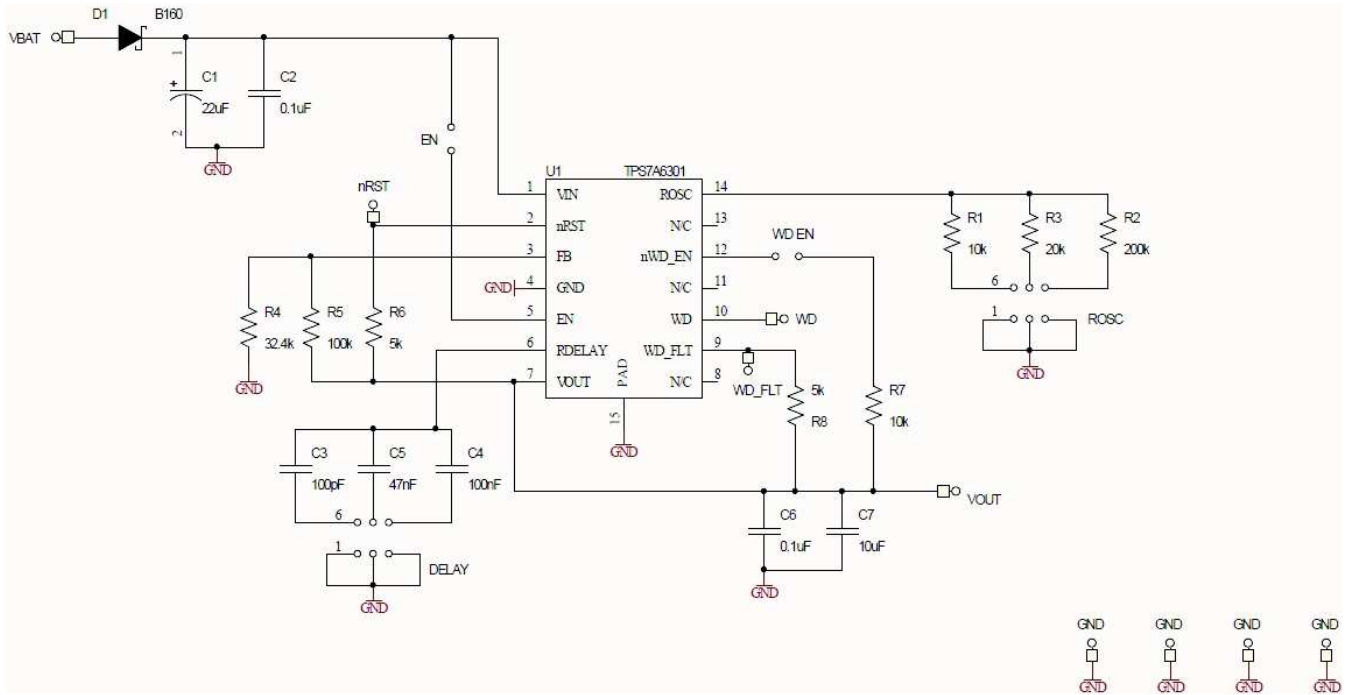 D1 B160
VBAT
1
C1
22uF
2
C2
0.1uF
GND
EN
nRST
U1 TPS7A6301
1 VIN
2 nRST
3 FB
4 GND
5 EN
6 RDELAY
7 VOUT
ROSC 14
N/C 13
nWD_EN 12
N/C 11
WD 10
WD_FLT 9
N/C 8
PAD
15
GND
GND
R4
32.4k
GND
R5
100k
R6
5k
WD EN
WD
WD_FLT
5k
R8
R7
10k
R1
10k
R3
20k
R2
200k
6
1
ROSC
GND
C3
100pF
C5
47nF
C4
100nF
6
1
DELAY
GND
C6
0.1uF
C7
10uF
GND
VOUT
GND GND GND GND
GND GND GND GND